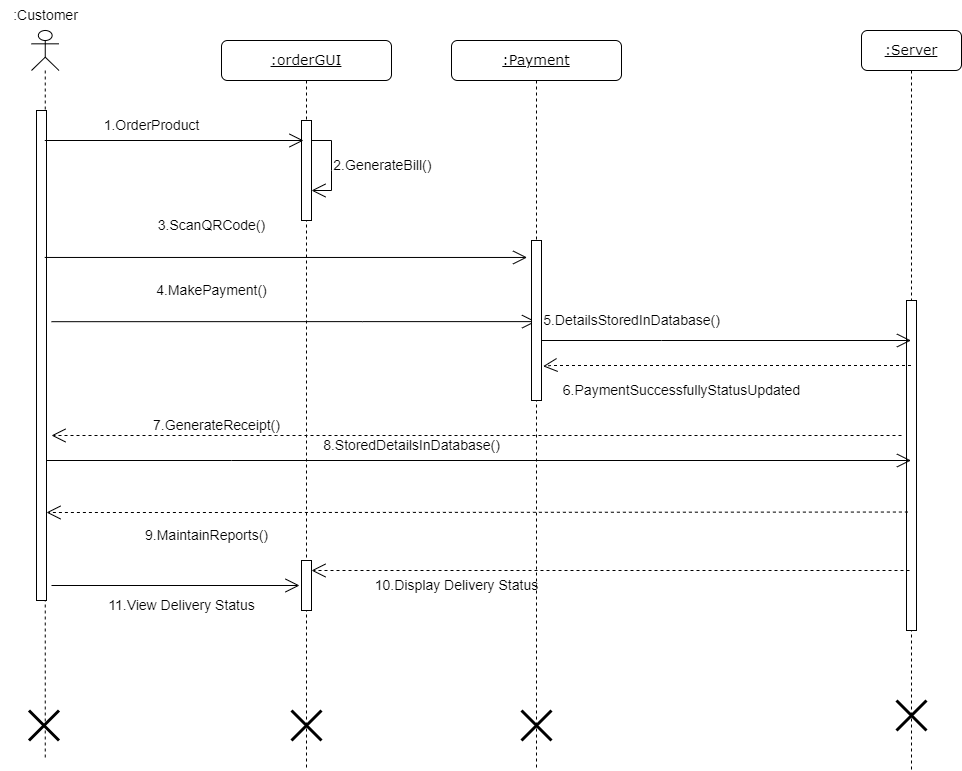 :Customer
:orderGUI
:Payment
:Server
1.OrderProduct
2.GenerateBill()
3.ScanQRCode()
4.MakePayment()
5.DetailsStoredInDatabase()
6.PaymentSuccessfullyStatusUpdated
7.GenerateReceipt()
8.StoredDetailsInDatabase()
9.MaintainReports()
10.Display Delivery Status
11.View Delivery Status